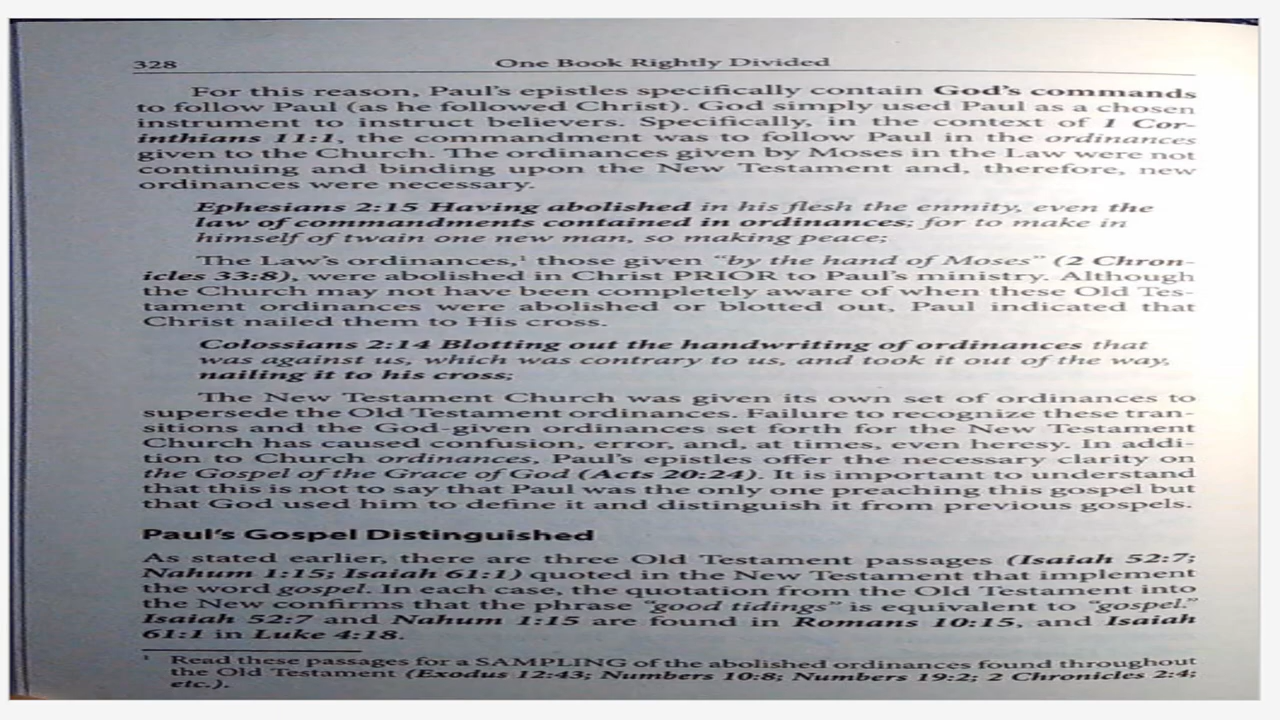 328 One Book Rightly Divided
For this reason, Paul's epistles specifically contain God's commands
to follow Paul (as he followed Christ). God simply used Paul as a chosen
instrument to instruct believers. Specifically, in the context of 1 Cor-
inthians 11:1, the commandment was to follow Paul in the ordinances
given to the Church. The ordinances given by Moses in the Law were not
continuing and binding upon the New Testament and, therefore, new
ordinances were necessary.
Ephesians 2:15 Having abolished in his flesh the enmity, even the
law of commandments contained in ordinances; for to make in
himself of twain one new man, so making peace;
The Law's ordinances,¹ those given "by the hand of Moses" (2 Chron-
icles 33:8), were abolished in Christ PRIOR to Paul's ministry. Although
the Church may not have been completely aware of when these Old Tes-
tament ordinances were abolished or blotted out, Paul indicated that
Christ nailed them to His cross.
Colossians 2:14 Blotting out the handwriting of ordinances that
was against us, which was contrary to us, and took it out of the way,
nailing it to his cross;
The New Testament Church was given its own set of ordinances to
supersede the Old Testament ordinances. Failure to recognize these tran-
sitions and the God-given ordinances set forth for the New Testament
Church has caused confusion, error, and, at times, even heresy. In addi-
tion to Church ordinances, Paul's epistles offer the necessary clarity on
the Gospel of the Grace of God (Acts 20:24). It is important to understand
that this is not to say that Paul was the only one preaching this gospel but
that God used him to define it and distinguish it from previous gospels.
Paul's Gospel Distinguished
As stated earlier, there are three Old Testament passages (Isaiah 52:7;
Nahum 1:15; Isaiah 61:1) quoted in the New Testament that implement
the word gospel. In each case, the quotation from the Old Testament into
the New confirms that the phrase "good tidings" is equivalent to "gospel."
Isaiah 52:7 and Nahum 1:15 are found in Romans 10:15, and Isaiah
61:1 in Luke 4:18.
¹ Read these passages for a SAMPLING of the abolished ordinances found throughout
the Old Testament (Exodus 12:43; Numbers 10:8; Numbers 19:2; 2 Chronicles 2:4;
etc.).